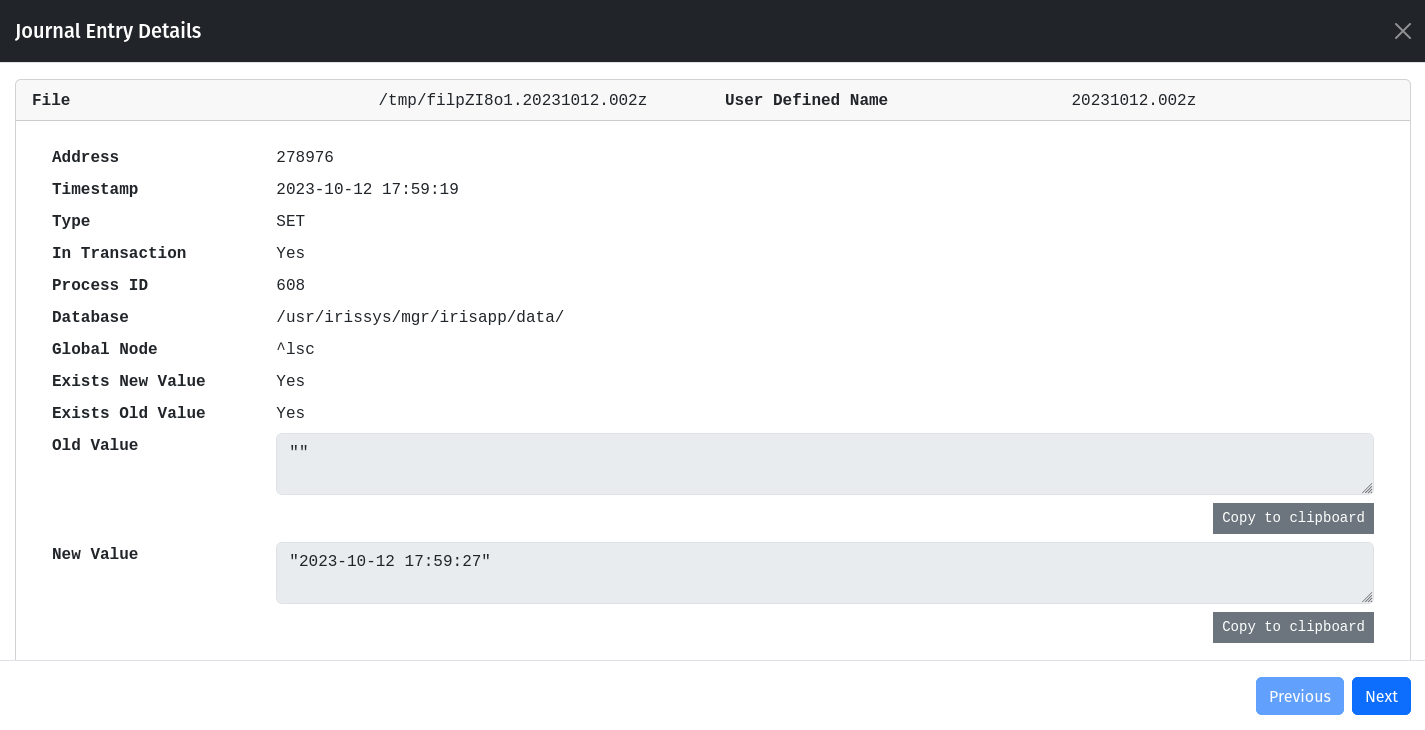 Journal Entry Details
File /tmp/filpZI8o1.20231012.002z User Defined Name 20231012.002z
Address 278976
Timestamp 2023-10-12 17:59:19
Type SET
In Transaction Yes
Process ID 608
Database /usr/irissys/mgr/irisapp/data/
Global Node ^lsc
Exists New Value Yes
Exists Old Value Yes
Old Value ""
Copy to clipboard
New Value "2023-10-12 17:59:27"
Copy to clipboard
Previous Next